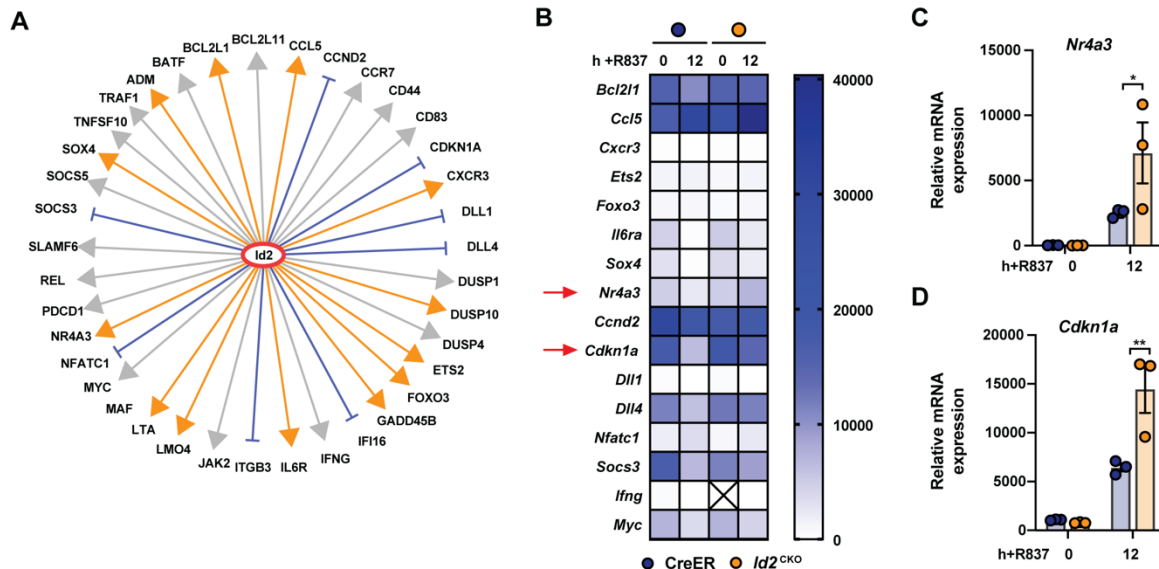 A
BCL2L11
BCL2L1
CCL5
BATF
CCND2
ADM
CCR7
TRAF1
CD44
TNFSF10
CD83
SOX4
CDKN1A
SOCS5
CXCR3
SOCS3
DLL1
SLAMF6
Id2
DLL4
REL
DUSP1
PDCD1
DUSP10
NR4A3
DUSP4
NFATC1
ETS2
MYC
FOXO3
MAF
GADD45B
LTA
IFI16
LMO4
IFNG
JAK2
ITGB3
IL6R
B
h +R837 0 12 0 12
Bcl2l1
Ccl5
Cxcr3
Ets2
Foxo3
Il6ra
Sox4
Nr4a3
Ccnd2
Cdkn1a
Dll1
Dll4
Nfatc1
Socs3
Ifng
Myc
40000
30000
20000
10000
0
CreER Id2CKO
C
Nr4a3
Relative mRNA
expression
15000
10000
5000
0
*
h+R837 0 12
D
Cdkn1a
Relative mRNA
expression
20000
15000
10000
5000
0
**
h+R837 0 12